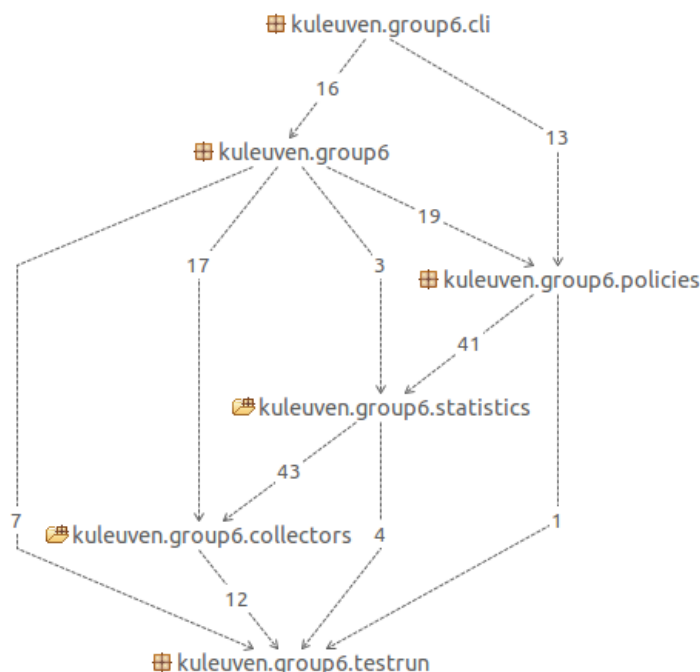 kuleuven.group6.cli
16
13
kuleuven.group6
19
17
3
kuleuven.group6.policies
41
kuleuven.group6.statistics
43
7
kuleuven.group6.collectors
4
1
12
kuleuven.group6.testrun